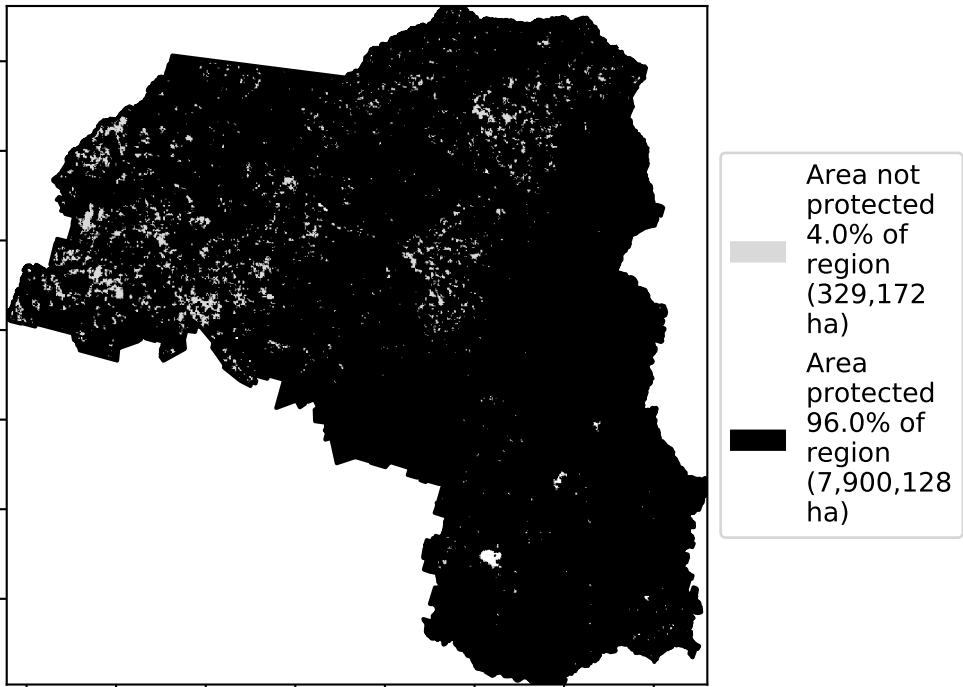 Area not
protected
4.0% of
region
(329,172
ha)
Area
protected
96.0% of
region
(7,900,128
ha)